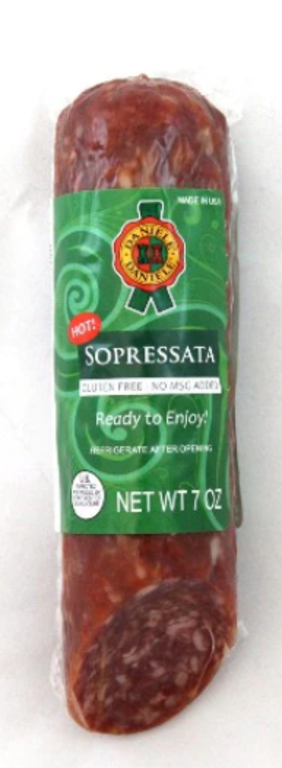 MADE IN USA
DANIELE
DANIELE
HOT!
SOPRESSATA
GLUTEN FREE NO MSG ADDED
Ready to Enjoy!
REFRIGERATE AFTER OPENING
U.S.
INSPECTED
NET WT 7 OZ